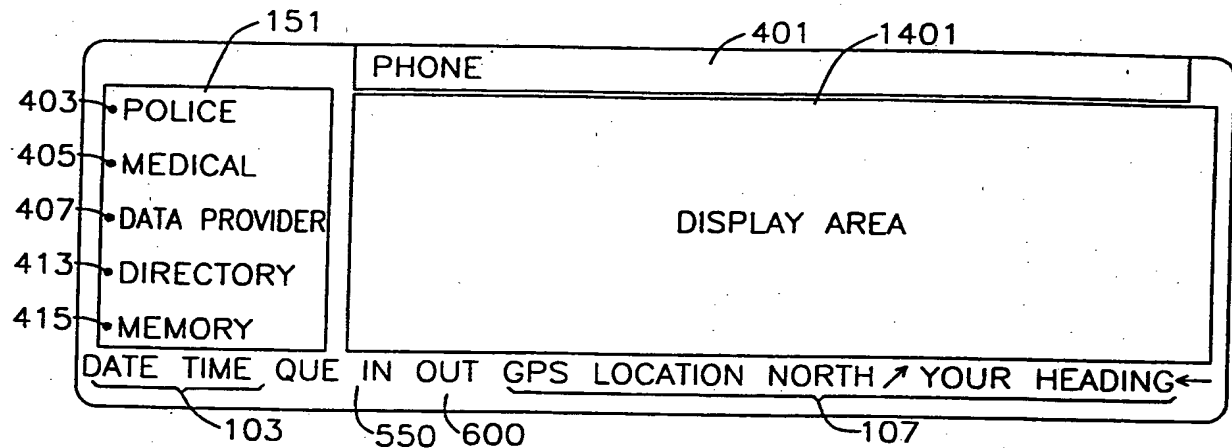 151 401 1401
PHONE
403 POLICE
405 MEDICAL
407 DATA PROVIDER
DISPLAY AREA
413 DIRECTORY
415 MEMORY
DATE TIME QUE IN OUT GPS LOCATION NORTH ↗ YOUR HEADING ←
103 550 600 107